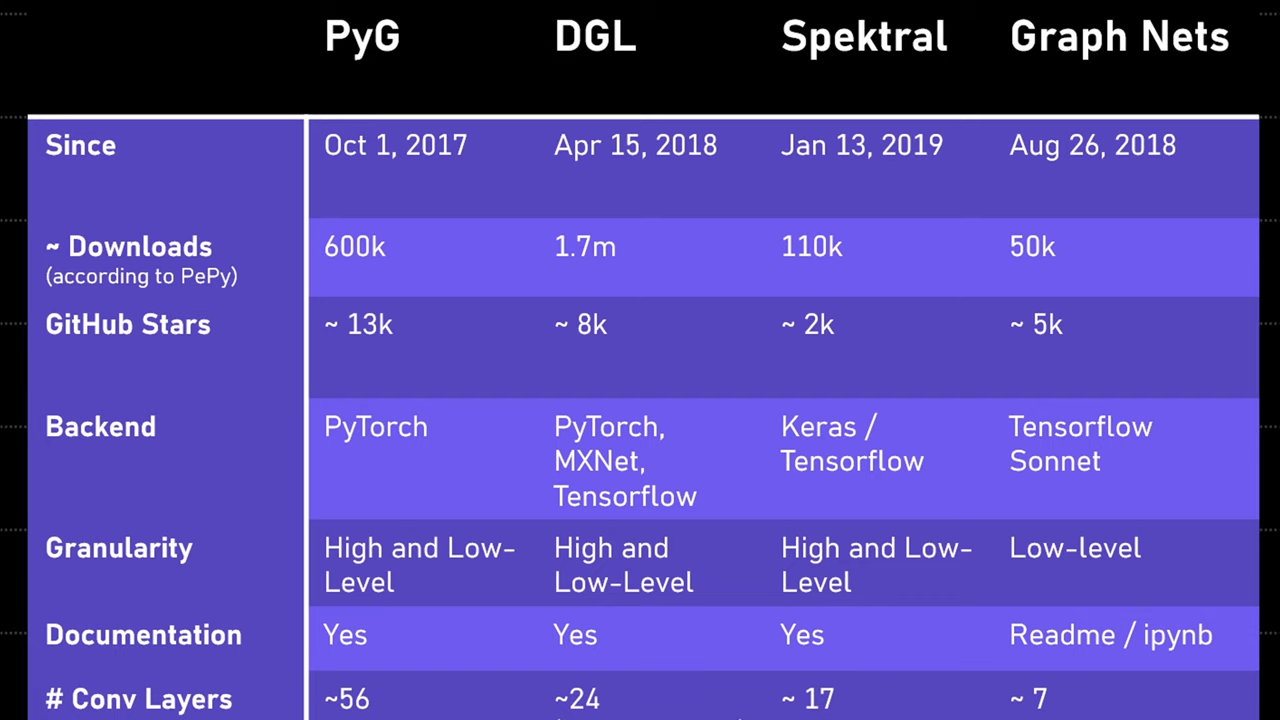 PyG DGL Spektral Graph Nets
Since Oct 1, 2017 Apr 15, 2018 Jan 13, 2019 Aug 26, 2018
~ Downloads 600k 1.7m 110k 50k
(according to PePy)
GitHub Stars ~ 13k ~ 8k ~ 2k ~ 5k
Backend PyTorch PyTorch, Keras / Tensorflow
MXNet, Tensorflow Sonnet
Tensorflow
Granularity High and Low- High and High and Low- Low-level
Level Low-Level Level
Documentation Yes Yes Yes Readme / ipynb
# Conv Layers ~56 ~24 ~ 17 ~ 7